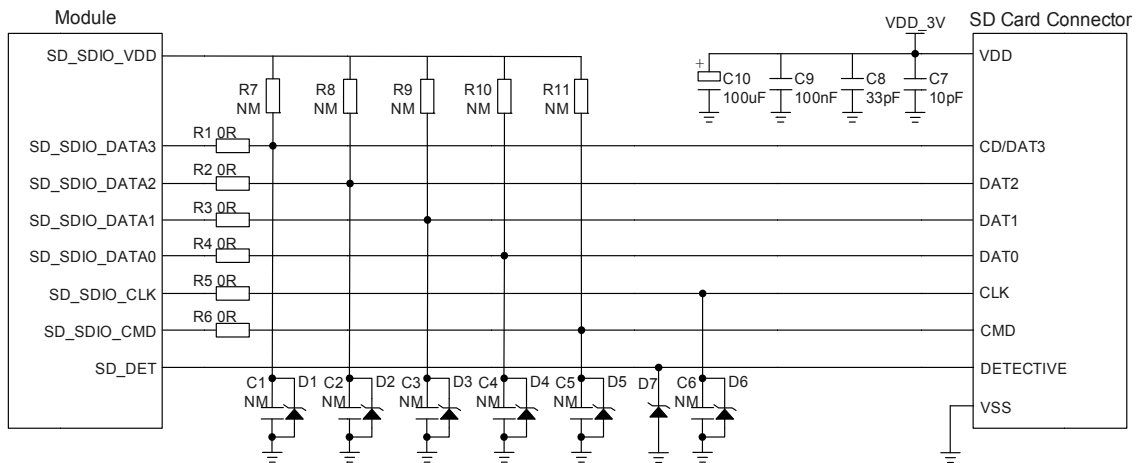 Module
SD Card Connector
VDD_3V
SD_SDIO_VDD
VDD
R7
NM
R8
NM
R9
NM
R10
NM
R11
NM
+
C10
100uF
C9
100nF
C8
33pF
C7
10pF
SD_SDIO_DATA3
R1 0R
CD/DAT3
SD_SDIO_DATA2
R2 0R
DAT2
SD_SDIO_DATA1
R3 0R
DAT1
SD_SDIO_DATA0
R4 0R
DAT0
SD_SDIO_CLK
R5 0R
CLK
SD_SDIO_CMD
R6 0R
CMD
SD_DET
DETECTIVE
C1
NM
D1
C2
NM
D2
C3
NM
D3
C4
NM
D4
C5
NM
D5
D7
C6
NM
D6
VSS